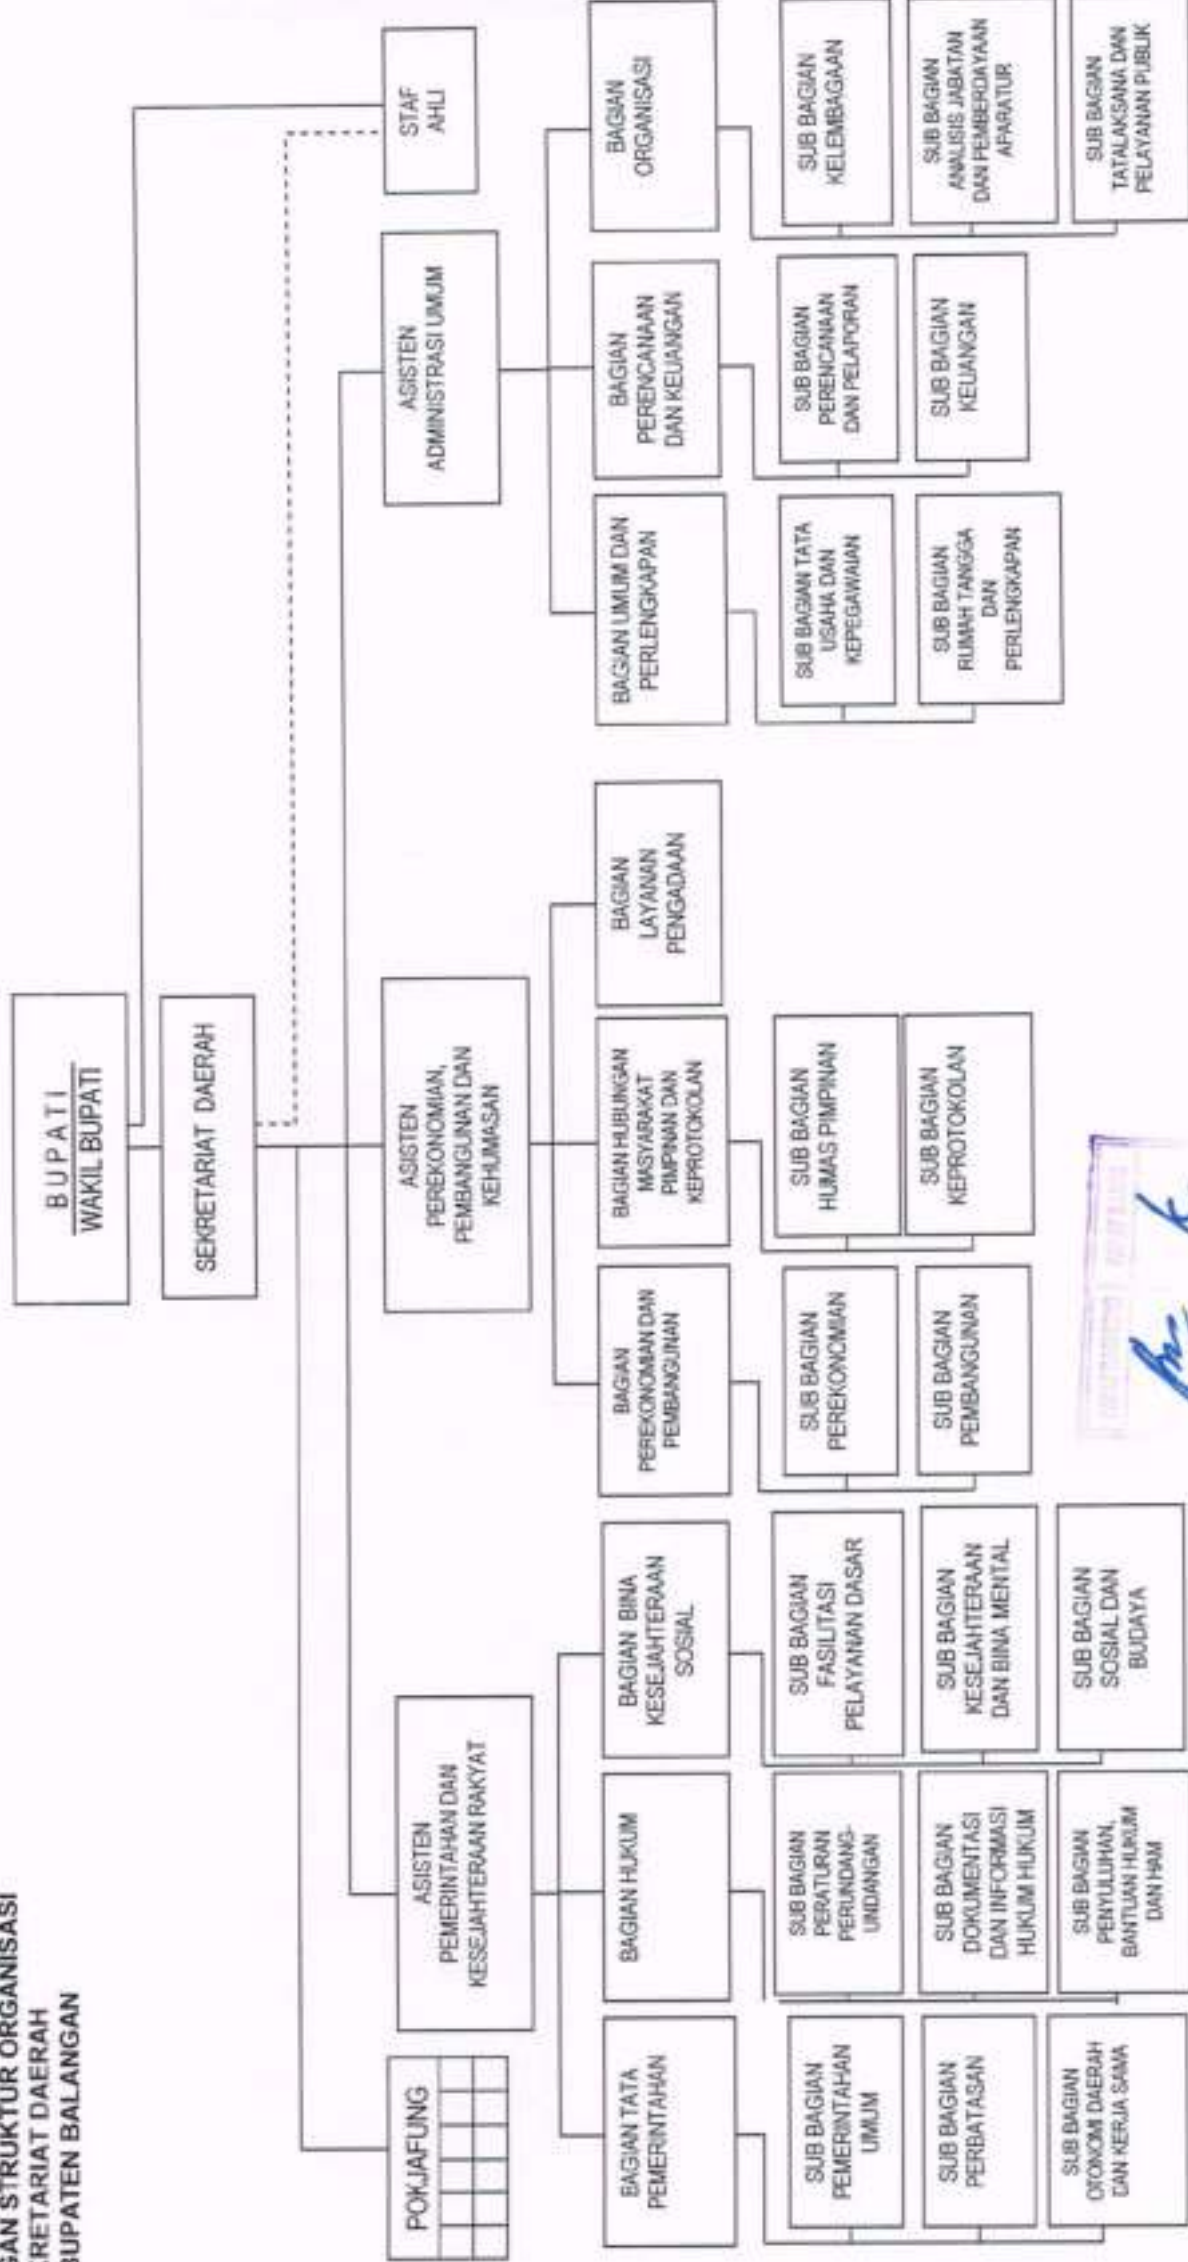 GAN STRUKTUR ORGANISASI
RETARIAT DAERAH
BUPATEN BALANGAN
BUPATI
WAKIL BUPATI
SEKRETARIAT DAERAH
STAF
AHLI
POKJAFUNG
ASISTEN
PEMERINTAHAN DAN
KESEJAHTERAAN RAKYAT
ASISTEN
PEREKONOMIAN,
PEMBANGUNAN DAN
KEHUMASAN
ASISTEN
ADMINISTRASI UMUM
BAGIAN TATA
PEMERINTAHAN
BAGIAN HUKUM
BAGIAN BINA
KESEJAHTERAAN
SOSIAL
BAGIAN
PEREKONOMIAN DAN
PEMBANGUNAN
BAGIAN HUBUNGAN
MASYARAKAT
PIMPINAN DAN
KEPROTOKOLAN
BAGIAN
LAYANAN
PENGADAAN
BAGIAN UMUM DAN
PERLENGKAPAN
BAGIAN
PERENCANAAN
DAN KEUANGAN
BAGIAN
ORGANISASI
SUB BAGIAN
PEMERINTAHAN
UMUM
SUB BAGIAN
PERBATASAN
SUB BAGIAN
OTONOMI DAERAH
DAN KERJA SAMA
SUB BAGIAN
PERATURAN
PERUNDANG-
UNDANGAN
SUB BAGIAN
DOKUMENTASI
DAN INFORMASI
HUKUM HUKUM
SUB BAGIAN
PENYULUHAN,
BANTUAN HUKUM
DAN HAM
SUB BAGIAN
FASILITASI
PELAYANAN DASAR
SUB BAGIAN
KESEJAHTERAAN
DAN BINA MENTAL
SUB BAGIAN
SOSIAL DAN
BUDAYA
SUB BAGIAN
PEREKONOMIAN
SUB BAGIAN
PEMBANGUNAN
SUB BAGIAN
HUMAS PIMPINAN
SUB BAGIAN
KEPROTOKOLAN
SUB BAGIAN TATA
USAHA DAN
KEPEGAWAIAN
SUB BAGIAN
RUMAH TANGGA
DAN
PERLENGKAPAN
SUB BAGIAN
PERENCANAAN
DAN PELAPORAN
SUB BAGIAN
KEUANGAN
SUB BAGIAN
KELEMBAGAAN
SUB BAGIAN
ANALISIS JABATAN
DAN PEMBERDAYAAN
APARATUR
SUB BAGIAN
TATALAKSANA DAN
PELAYANAN PUBLIK